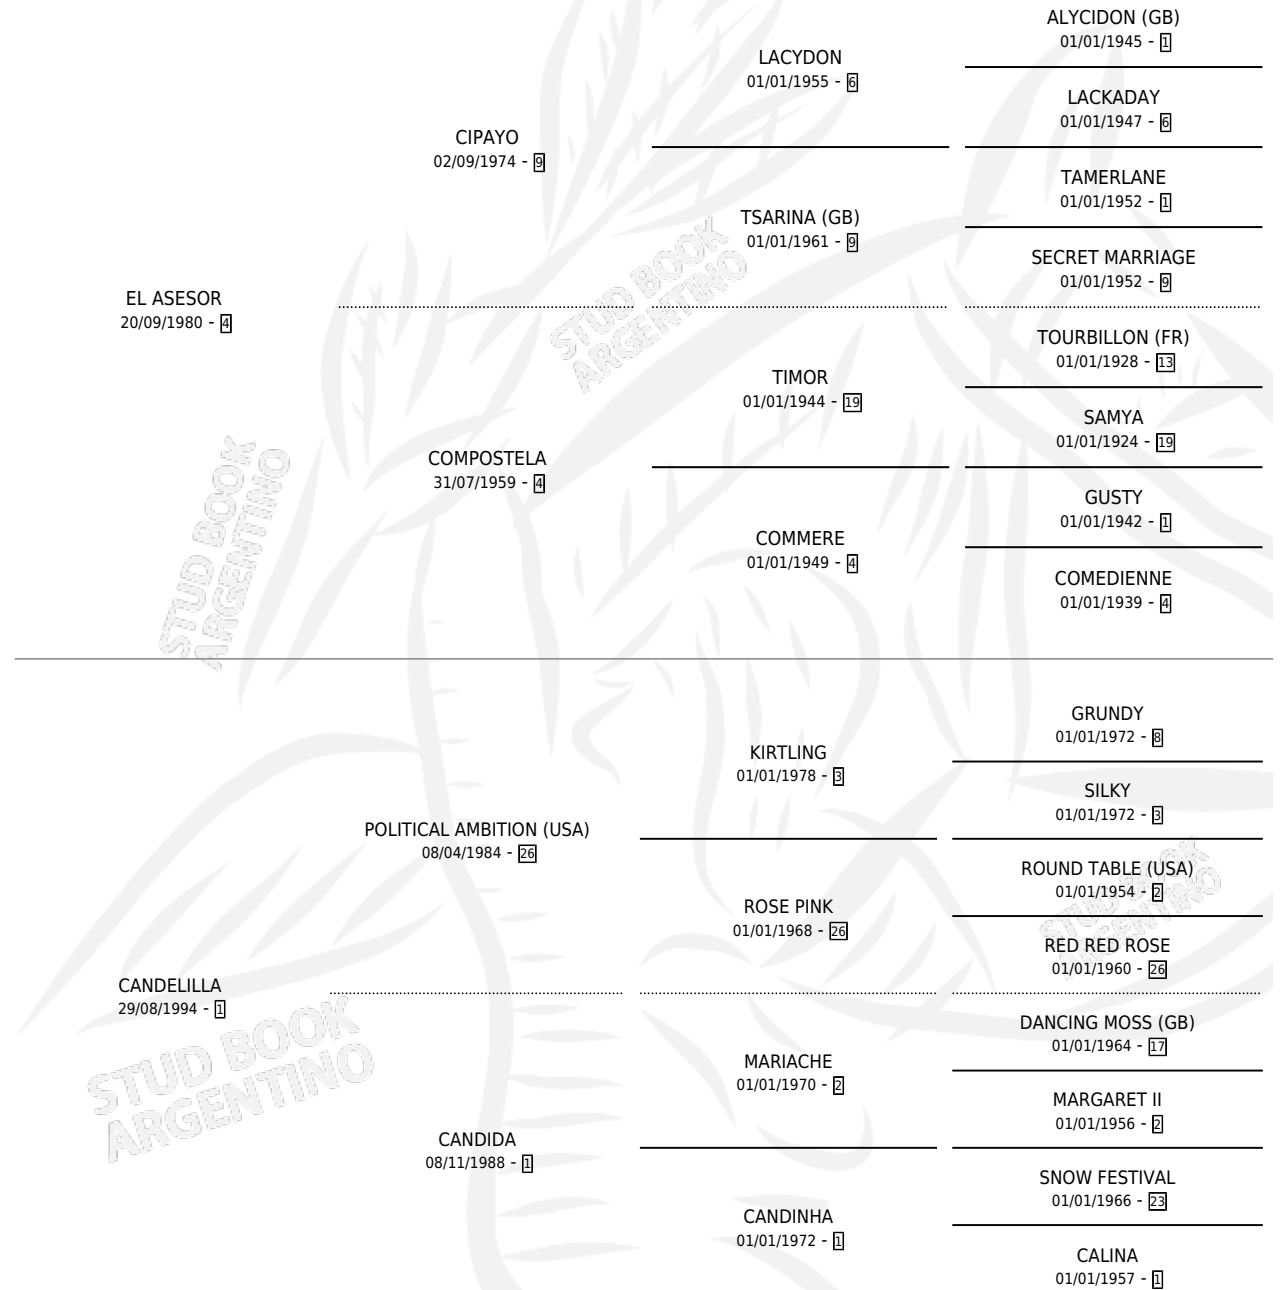 ALYCIDON (GB)
01/01/1945 - 1
LACYDON
01/01/1955 - 6
LACKADAY
01/01/1947 - 6
CIPAYO
02/09/1974 - 9
TAMERLANE
01/01/1952 - 1
TSARINA (GB)
01/01/1961 - 9
SECRET MARRIAGE
01/01/1952 - 9
EL ASESOR
20/09/1980 - 4
TOURBILLON (FR)
01/01/1928 - 13
TIMOR
01/01/1944 - 19
SAMYA
01/01/1924 - 19
COMPOSTELA
31/07/1959 - 4
GUSTY
01/01/1942 - 1
COMMERE
01/01/1949 - 4
COMEDIENNE
01/01/1939 - 4
STUD BOOK
ARGENTINO
STUD BOOK
ARGENTINO
GRUNDY
01/01/1972 - 8
KIRTLING
01/01/1978 - 3
SILKY
01/01/1972 - 3
POLITICAL AMBITION (USA)
08/04/1984 - 26
ROUND TABLE (USA)
01/01/1954 - 2
ROSE PINK
01/01/1968 - 26
RED RED ROSE
01/01/1960 - 26
STUD BOOK
ARGENTINO
CANDELILLA
29/08/1994 - 1
DANCING MOSS (GB)
01/01/1964 - 17
MARIACHE
01/01/1970 - 2
MARGARET II
01/01/1956 - 2
CANDIDA
08/11/1988 - 1
SNOW FESTIVAL
01/01/1966 - 23
CANDINHA
01/01/1972 - 1
CALINA
01/01/1957 - 1
STUD BOOK
ARGENTINO